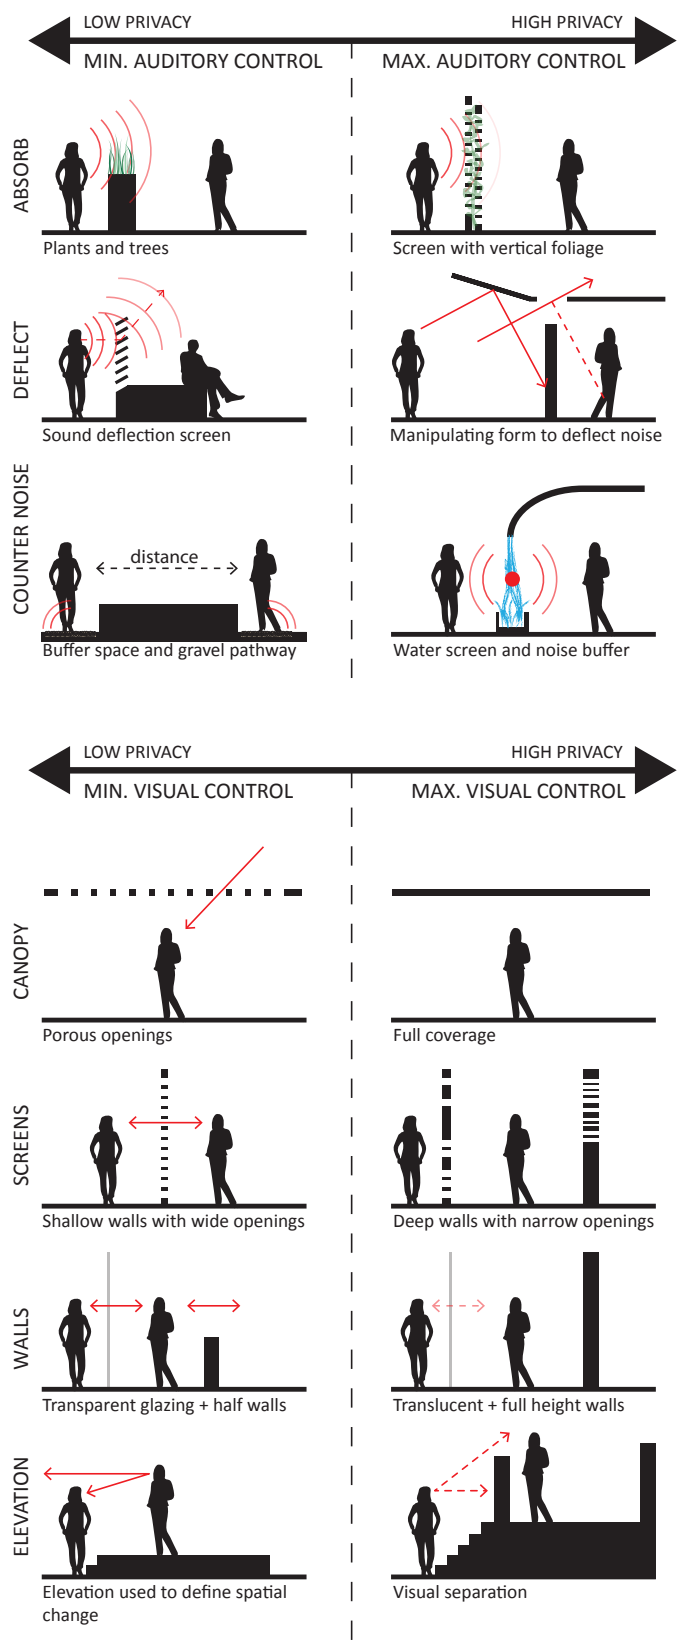 LOW PRIVACY
HIGH PRIVACY
MIN. AUDITORY CONTROL
MAX. AUDITORY CONTROL
ABSORB
Plants and trees
Screen with vertical foliage
DEFLECT
Sound deflection screen
Manipulating form to deflect noise
COUNTER NOISE
distance
Buffer space and gravel pathway
Water screen and noise buffer
LOW PRIVACY
HIGH PRIVACY
MIN. VISUAL CONTROL
MAX. VISUAL CONTROL
CANOPY
Porous openings
Full coverage
SCREENS
Shallow walls with wide openings
Deep walls with narrow openings
WALLS
Transparent glazing + half walls
Translucent + full height walls
ELEVATION
Elevation used to define spatial
change
Visual separation